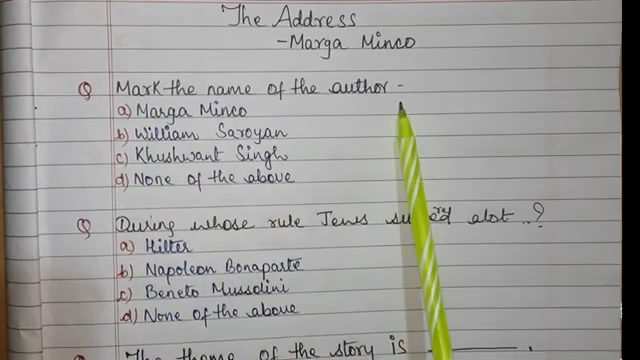 The Address
- Marga Minco
Q Mark the name of the author -
a) Marga Minco
b) William Saroyan
c) Khushwant Singh
d) None of the above
Q During whose rule Jews alot ..?
a) Hilter
b) Napoleon Bonaparte
c) Beneto Mussolini
d) None of the above
The theme of the story is ______ .